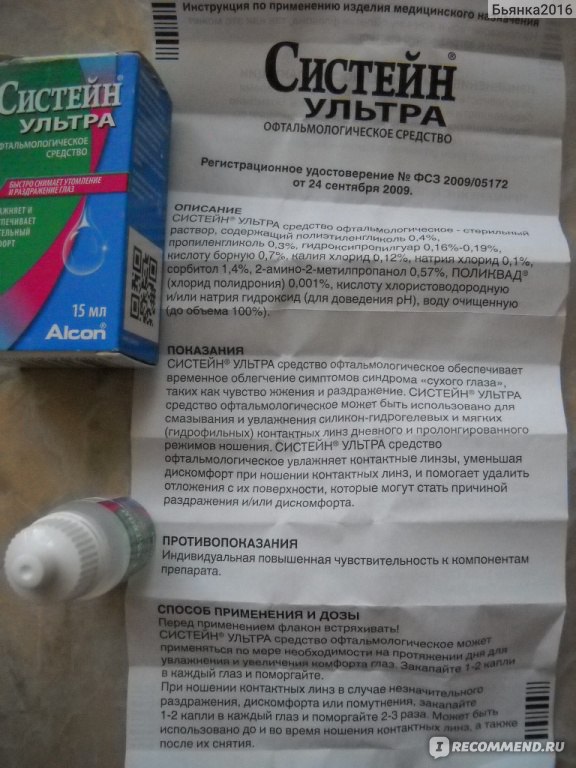 Бьянка2016
Инструкция по применению изделия медицинского назначения
СИСТЕЙН®
УЛЬТРА
ОФТАЛЬМОЛОГИЧЕСКОЕ СРЕДСТВО
Регистрационное удостоверение № ФСЗ 2009/05172
от 24 сентября 2009.
ОПИСАНИЕ
СИСТЕЙН® УЛЬТРА средство офтальмологическое - стерильный
раствор, содержащий полиэтиленгликоль 0,4%,
пропиленгликоль 0,3%, гидроксипропилгуар 0,16%-0,19%,
кислоту борную 0,7%, калия хлорид 0,12%, натрия хлорид 0,1%,
сорбитол 1,4%, 2-амино-2-метилпропанол 0,57%, ПОЛИКВАД®
(хлорид полидрония) 0,001%, кислоту хлористоводородную
и/или натрия гидроксид (для доведения pH), воду очищенную
(до объема 100%).
ПОКАЗАНИЯ
СИСТЕЙН® УЛЬТРА средство офтальмологическое обеспечивает
временное облегчение симптомов синдрома «сухого глаза»,
таких как чувство жжения и раздражение. СИСТЕЙН® УЛЬТРА
средство офтальмологическое может быть использовано для
смазывания и увлажнения силикон-гидрогелевых и мягких
(гидрофильных) контактных линз дневного и пролонгированного
режимов ношения. СИСТЕЙН® УЛЬТРА средство
офтальмологическое увлажняет контактные линзы, уменьшая
дискомфорт при ношении контактных линз, и помогает удалить
отложения с их поверхности, которые могут стать причиной
раздражения и/или дискомфорта.
ПРОТИВОПОКАЗАНИЯ
Индивидуальная повышенная чувствительность к компонентам
препарата.
СПОСОБ ПРИМЕНЕНИЯ И ДОЗЫ
Перед применением флакон встряхивать!
СИСТЕЙН® УЛЬТРА средство офтальмологическое может
применяться по мере необходимости на протяжении дня для
увлажнения и увеличения комфорта глаз. Закапайте 1-2 капли
в каждый глаз и поморгайте.
При ношении контактных линз в случае незначительного
раздражения, дискомфорта или помутнения, закапайте
1-2 капли в каждый глаз и поморгайте 2-3 раза. Может быть
использовано до и во время ношения контактных линз, а также
после их снятия.
СИСТЕЙН®
УЛЬТРА
ОФТАЛЬМОЛОГИЧЕСКОЕ
СРЕДСТВО
БЫСТРО СНИМАЕТ УТОМЛЕНИЕ
И РАЗДРАЖЕНИЕ ГЛАЗ
15 мл
Alcon®
IRECOMMEND.RU